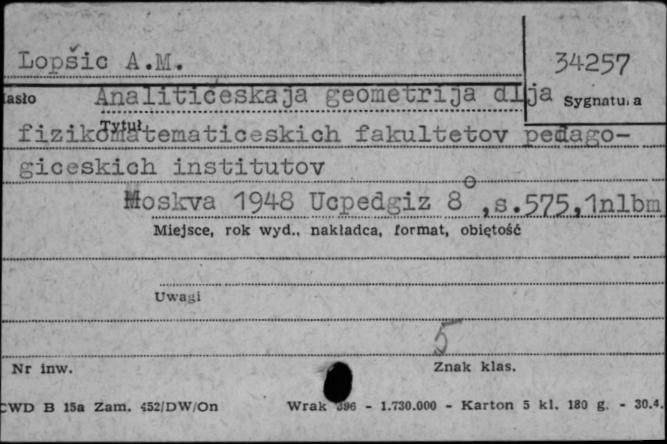 Lopšic A.M.
34257
asło
Analitićeskaja geometrija dlja
Sygnatura
Tytuł
fizikomatematiceskich fakultetov pedago-
giceskich institutov
Moskva 1948 Ucpedgiz 8°,s.575,1nlbm
Miejsce, rok wyd., nakładca, format, objętość
Uwagi
5
Nr inw.
Znak klas.
CWD B 15a Zam. 452/DW/On
Wrak 396 - 1.730.000 - Karton 5 kl. 180 g. - 30.4.